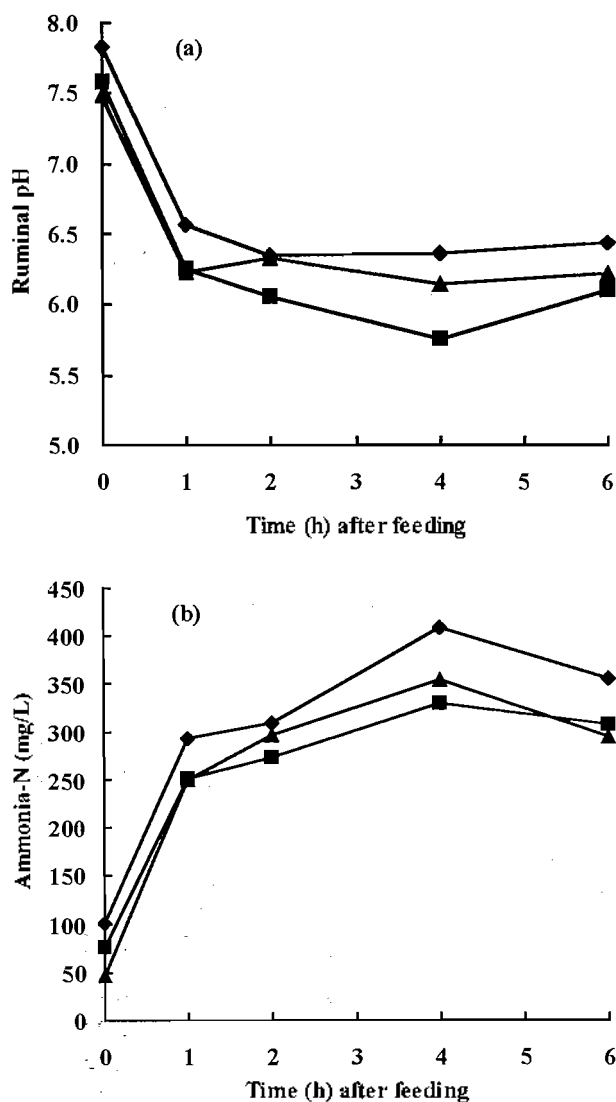 (a)
8.0
7.5
7.0
6.5
6.0
5.5
5.0
Ruminal pH
0 1 2 3 4 5 6
Time (h) after feeding
(b)
450
400
350
300
250
200
150
100
50
0
Ammonia-N (mg/L)
0 1 2 3 4 5 6
Time (h) after feeding